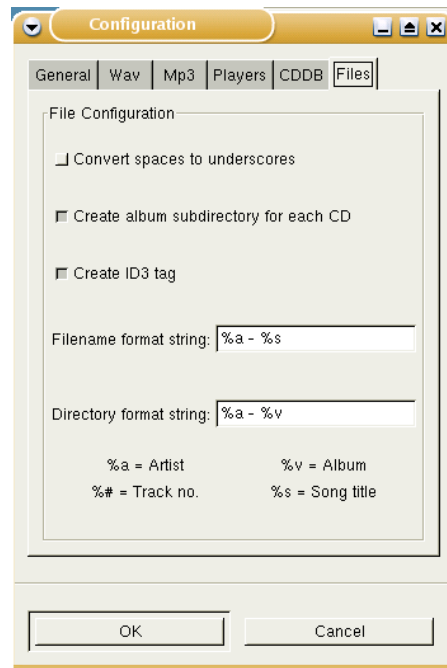 Configuration
General Wav Mp3 Players CDDB Files
File Configuration
Convert spaces to underscores
Create album subdirectory for each CD
Create ID3 tag
Filename format string: %a - %s
Directory format string: %a - %v
%a = Artist %v = Album
%# = Track no. %s = Song title
OK Cancel